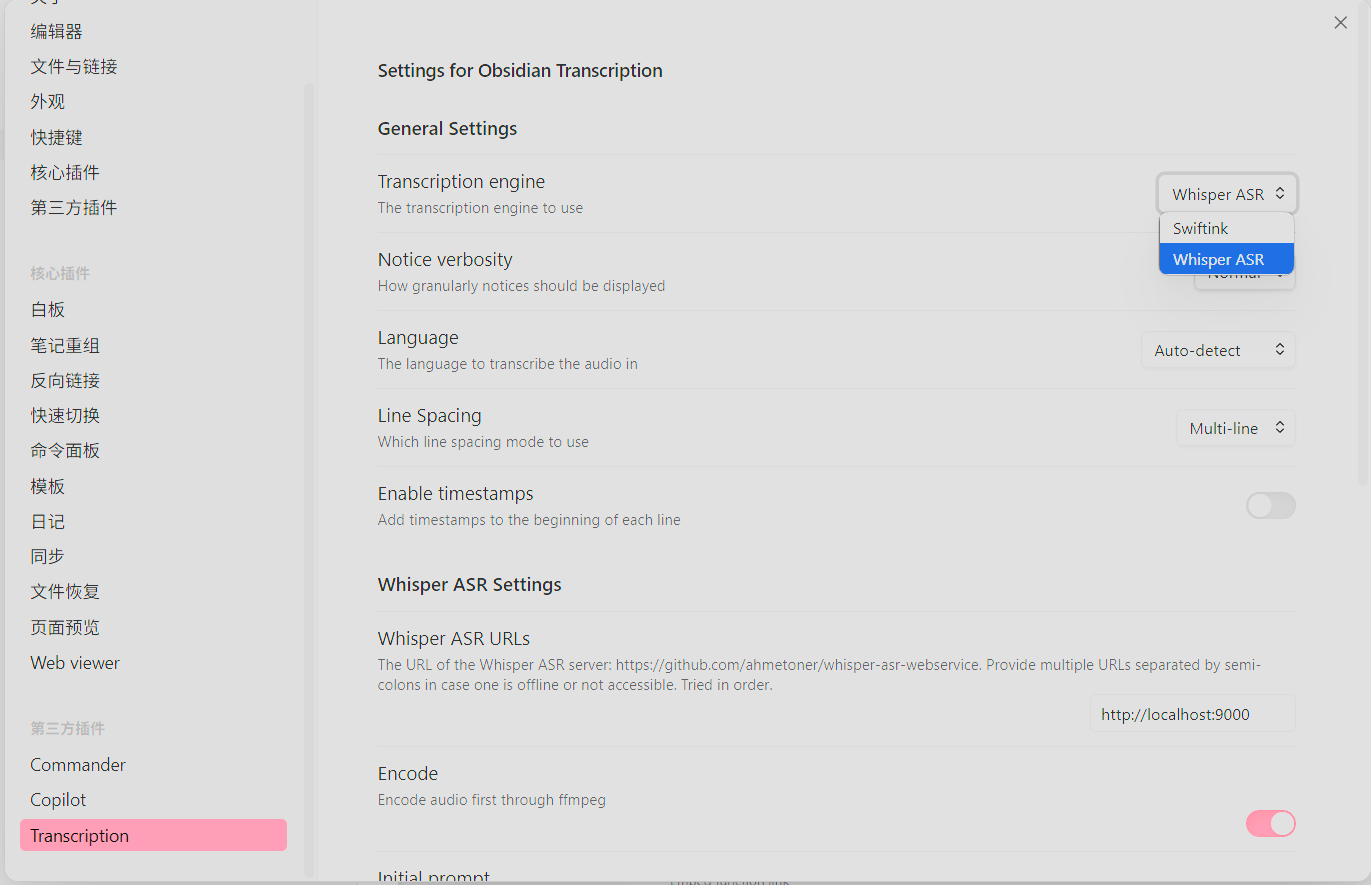 编辑器
文件与链接
外观
快捷键
核心插件
第三方插件
核心插件
白板
笔记重组
反向链接
快速切换
命令面板
模板
日记
同步
文件恢复
页面预览
Web viewer
第三方插件
Commander
Copilot
Transcription
Settings for Obsidian Transcription
General Settings
Transcription engine
The transcription engine to use
Whisper ASR
Swiftink
Whisper ASR
Notice verbosity
How granularly notices should be displayed
Normal
Language
The language to transcribe the audio in
Auto-detect
Line Spacing
Which line spacing mode to use
Multi-line
Enable timestamps
Add timestamps to the beginning of each line
Whisper ASR Settings
Whisper ASR URLs
The URL of the Whisper ASR server: https://github.com/ahmetoner/whisper-asr-webservice. Provide multiple URLs separated by semi-
colons in case one is offline or not accessible. Tried in order.
http://localhost:9000
Encode
Encode audio first through ffmpeg
Initial prompt